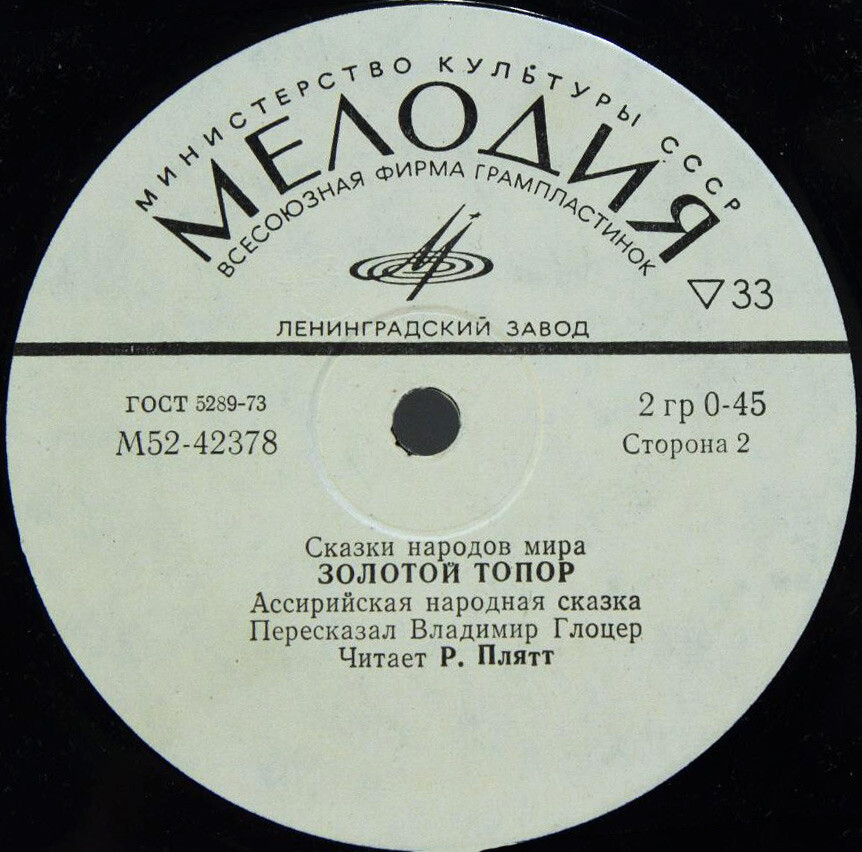 МИНИСТЕРСТВО КУЛЬТУРЫ СССР
МЕЛОДИЯ
ВСЕСОЮЗНАЯ ФИРМА ГРАМПЛАСТИНОК
33
ЛЕНИНГРАДСКИЙ ЗАВОД
ГОСТ 5289-73
М52-42378
2 гр 0-45
Сторона 2
Сказки народов мира
ЗОЛОТОЙ ТОПОР
Ассирийская народная сказка
Пересказал Владимир Глоцер
Читает Р. Плятт